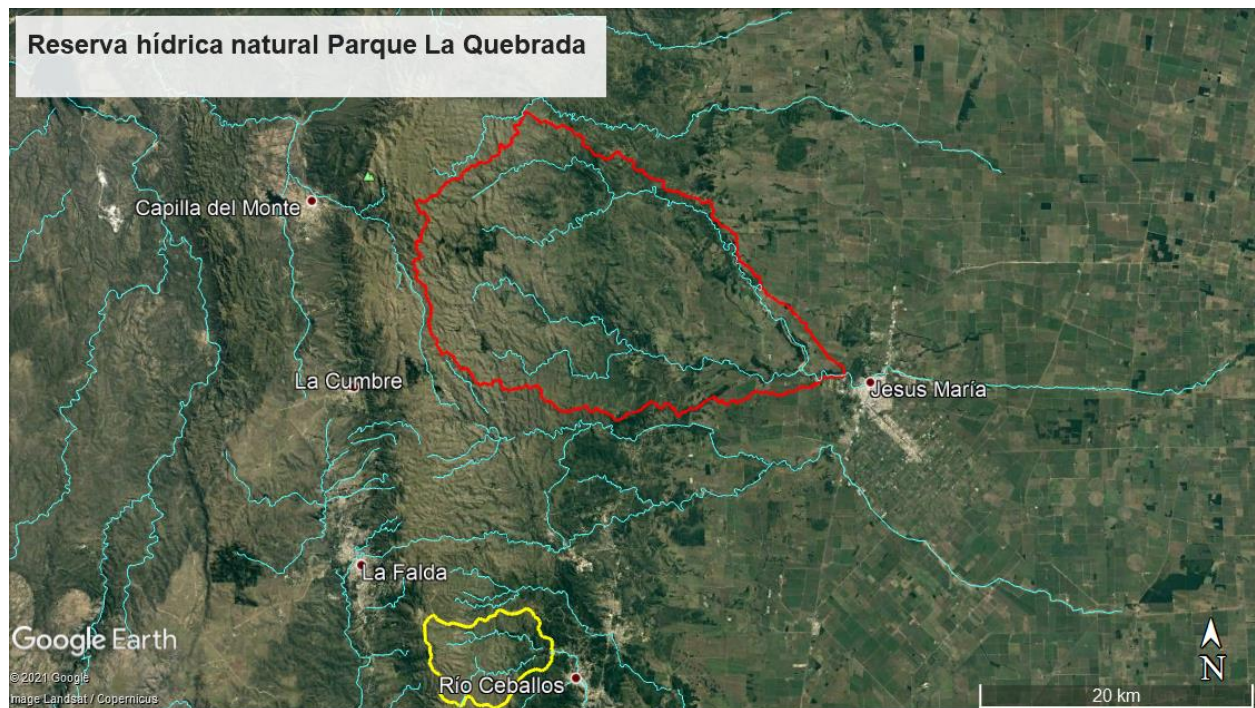 Reserva hídrica natural Parque La Quebrada
Capilla del Monte
La Cumbre
Jesus María
La Falda
Río Ceballos
Google Earth
© 2021 Google
Image Landsat / Copernicus
N
20 km